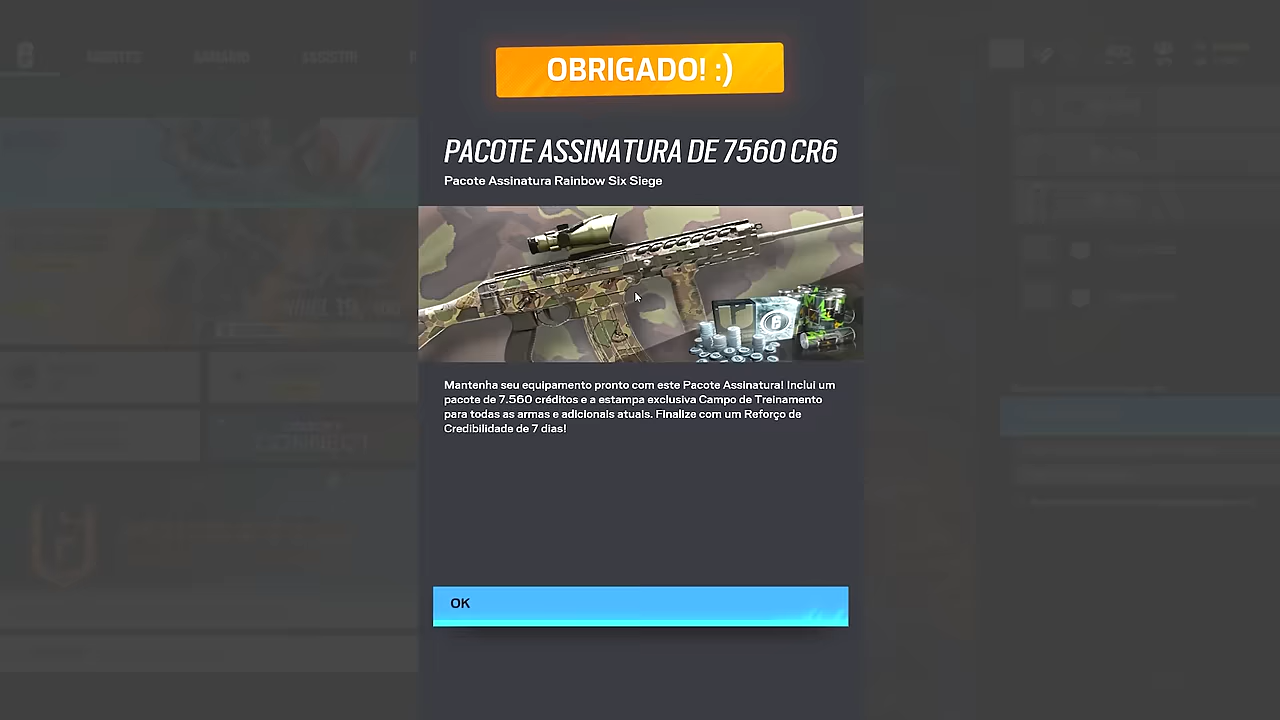 OBRIGADO! :)
PACOTE ASSINATURA DE 7560 CR6
Pacote Assinatura Rainbow Six Siege
Mantenha seu equipamento pronto com este Pacote Assinatura! Inclui um
pacote de 7.560 créditos e a estampa exclusiva Campo de Treinamento
para todas as armas e adicionais atuais. Finalize com um Reforço de
Credibilidade de 7 dias!
OK